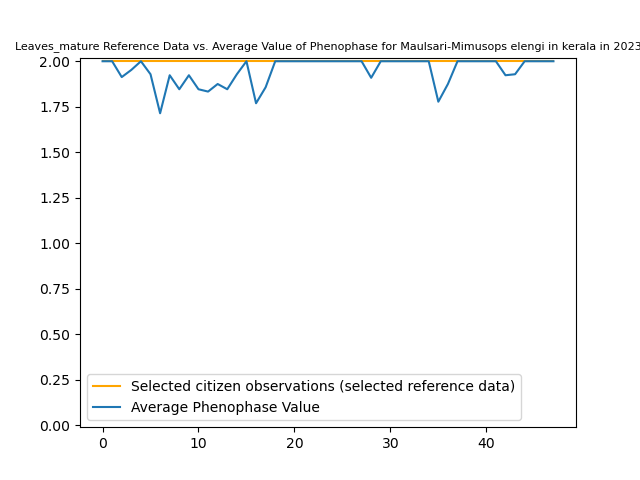 Leaves_mature Reference Data vs. Average Value of Phenophase for Maulsari-Mimusops elengi in kerala in 2023
2.00
1.75
1.50
1.25
1.00
0.75
0.50
0.25
0.00
Selected citizen observations (selected reference data)
Average Phenophase Value
0 10 20 30 40